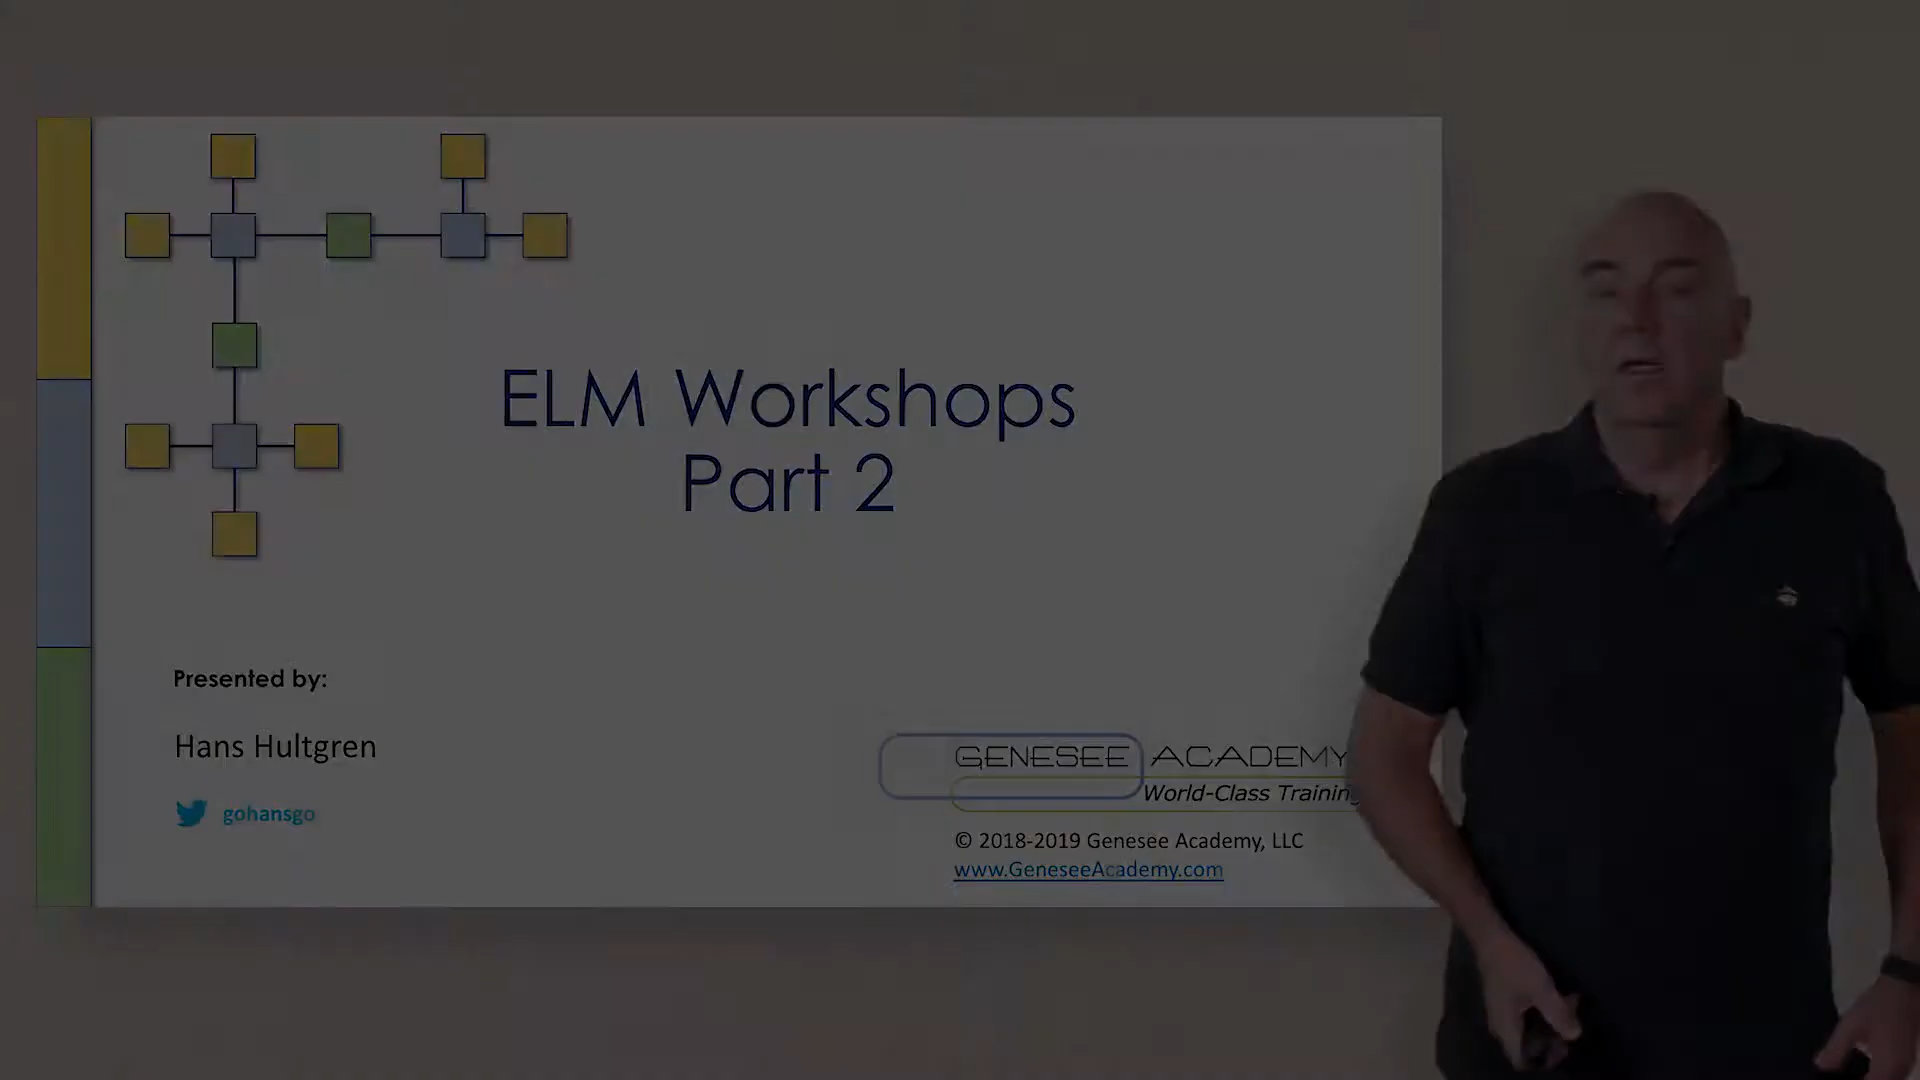 ELM Workshops
Part 2
Presented by:
Hans Hultgren
gohansgo
GENESEE ACADEMY
World-Class Training
© 2018-2019 Genesee Academy, LLC
www.GeneseeAcademy.com